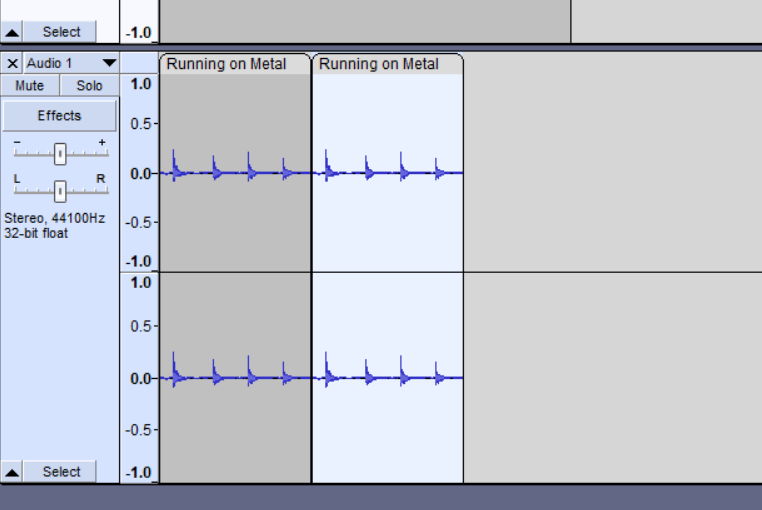 Select
-1.0
× Audio 1
Running on Metal
Running on Metal
Mute
Solo
Effects
- +
L R
Stereo, 44100Hz
32-bit float
1.0
0.5-
0.0-
-0.5-
-1.0
1.0
0.5-
0.0-
-0.5-
-1.0
Select